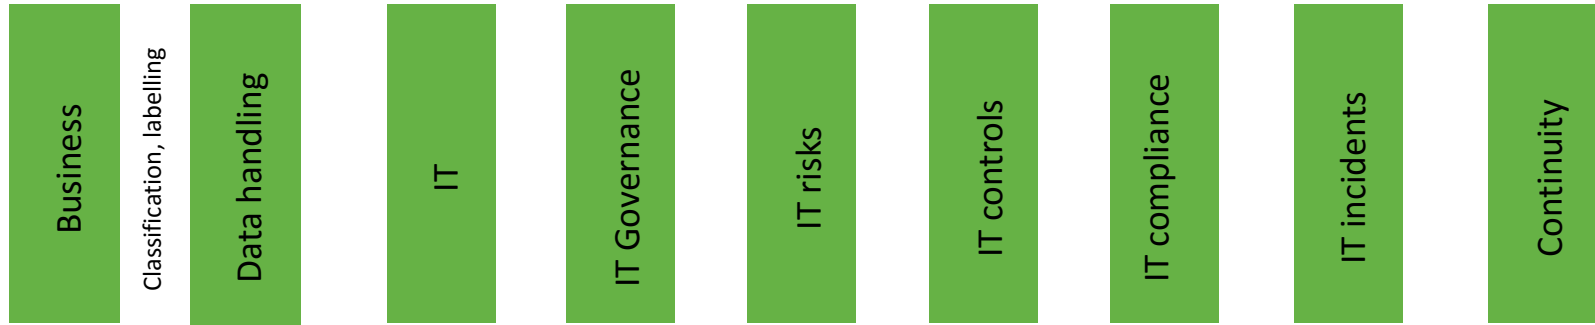 Business
Classification, labelling
Data handling
IT
IT Governance
IT risks
IT controls
IT compliance
IT incidents
Continuity